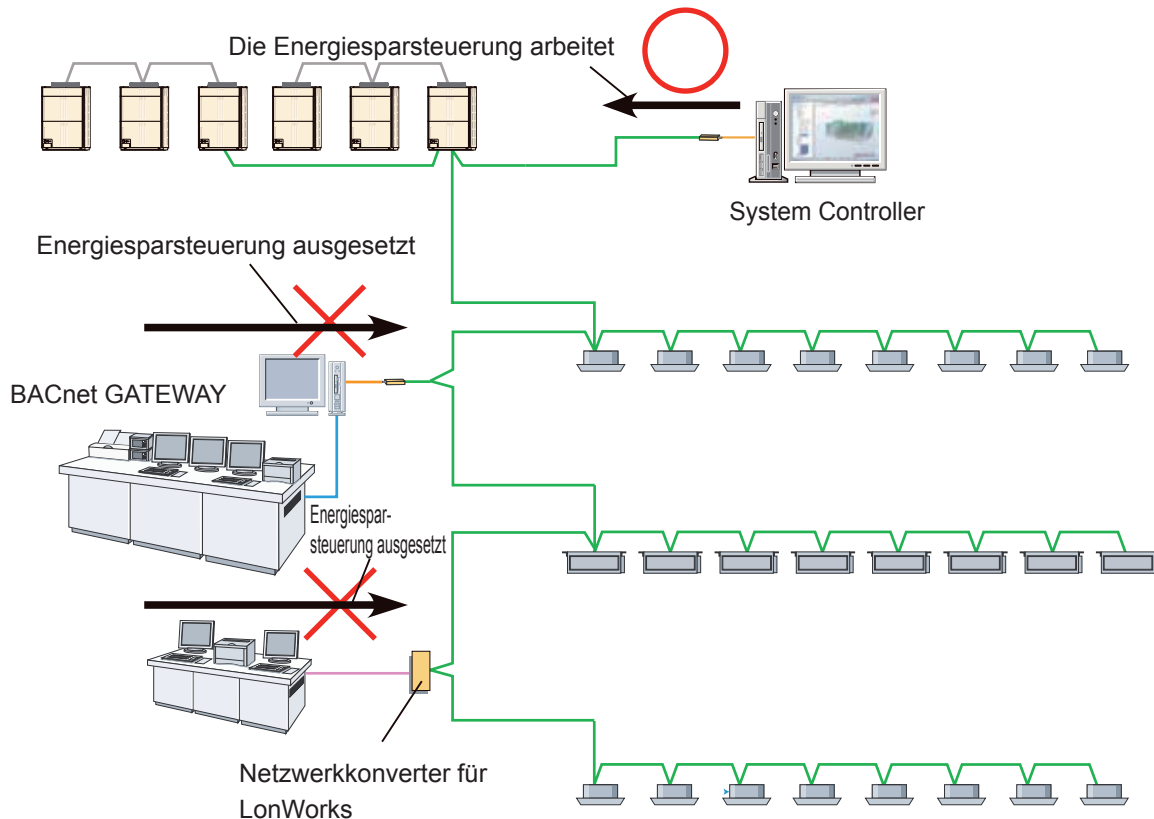 Die Energiesparsteuerung arbeitet
System Controller
Energiesparsteuerung ausgesetzt
BACnet GATEWAY
Energiespar-
steuerung ausgesetzt
Netzwerkkonverter für
LonWorks